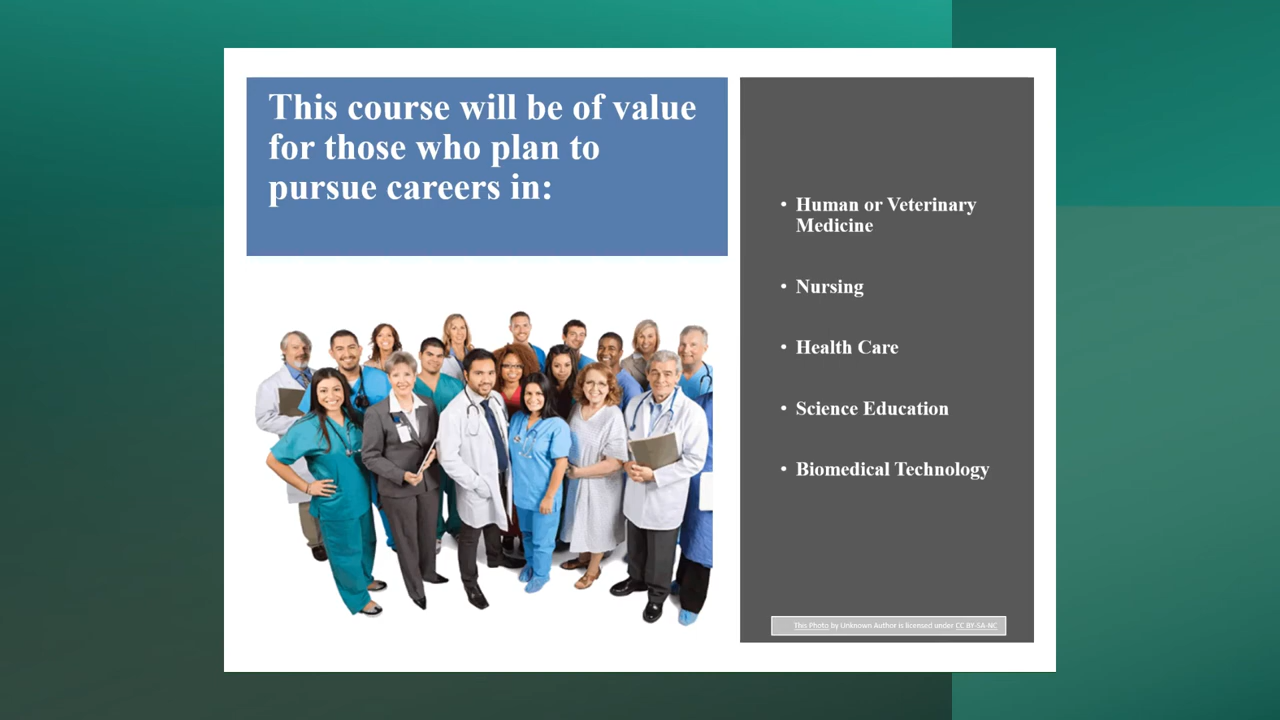 This course will be of value
for those who plan to
pursue careers in:
• Human or Veterinary
Medicine
• Nursing
• Health Care
• Science Education
• Biomedical Technology
This Photo by Unknown Author is licensed under CC BY-SA-NC